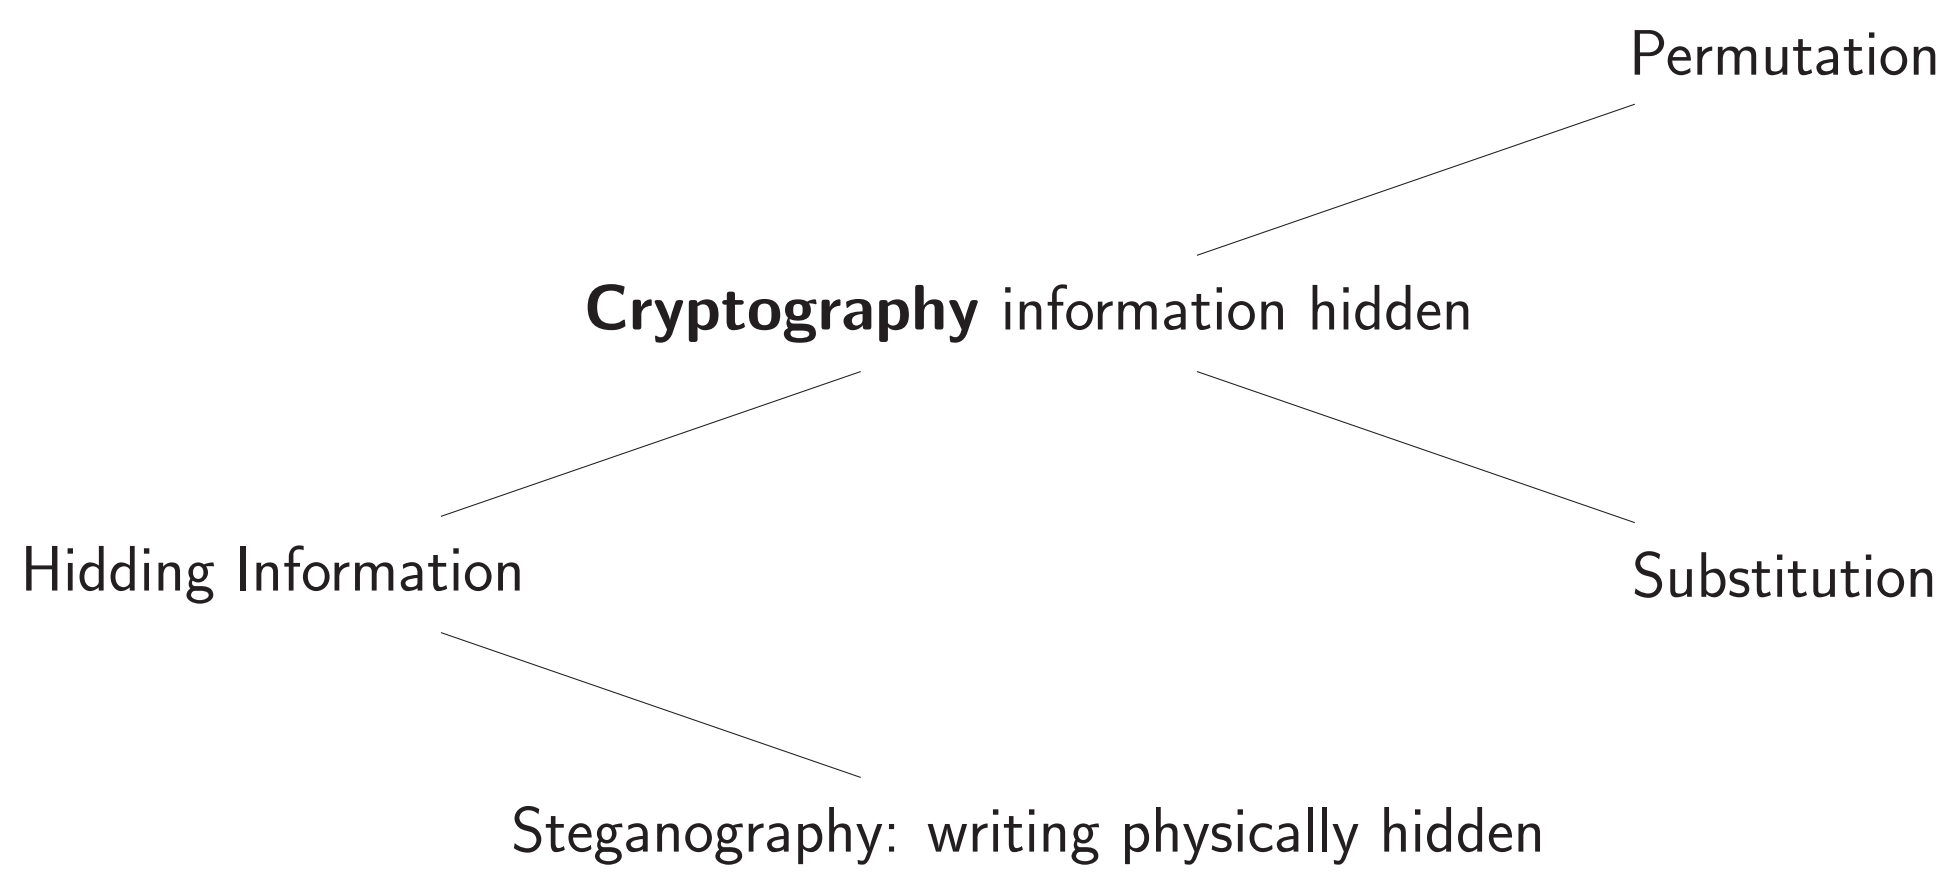 Permutation
Cryptography information hidden
Hidding Information
Substitution
Steganography: writing physically hidden